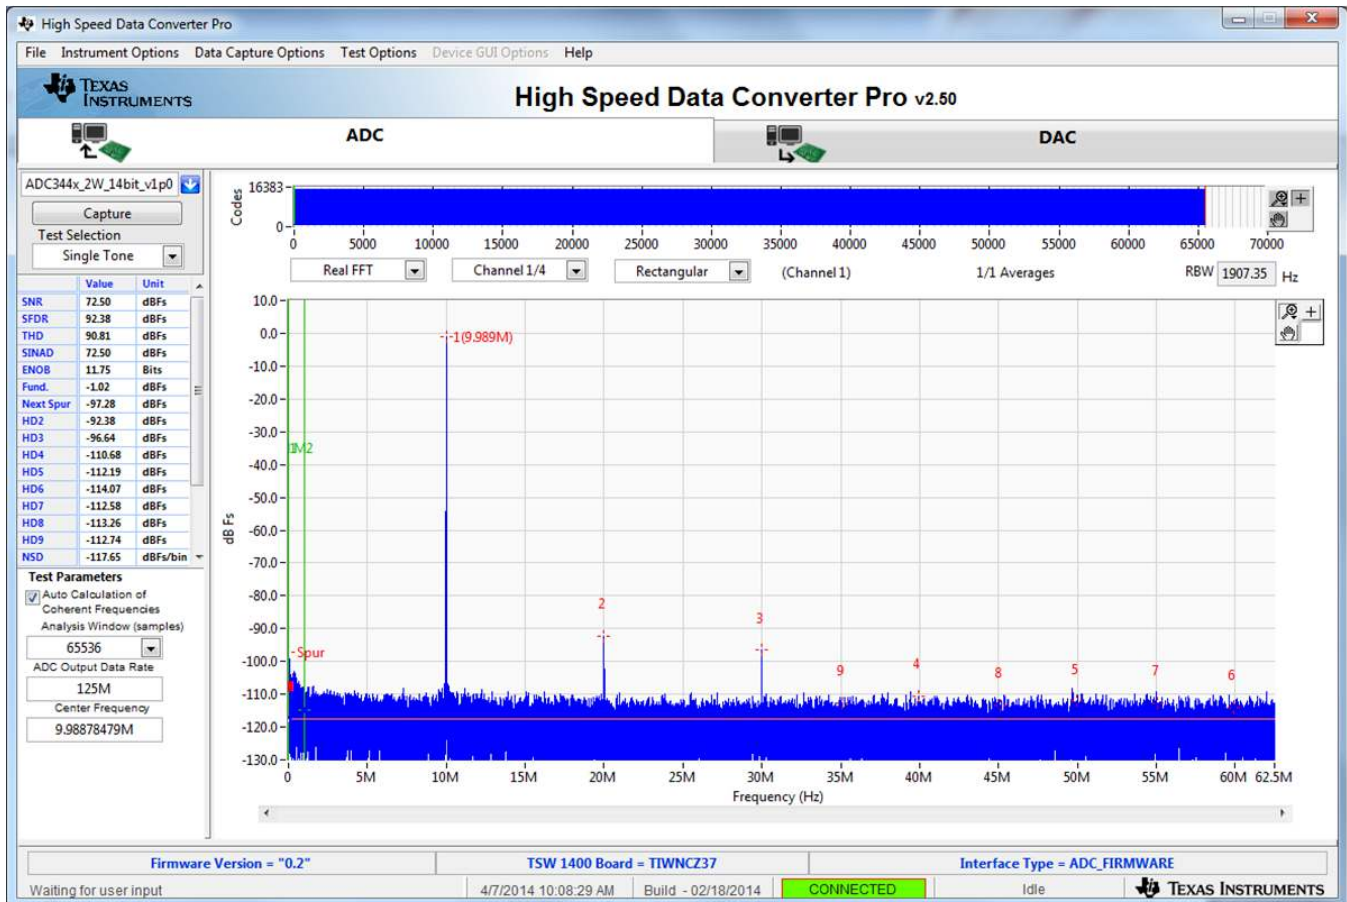 High Speed Data Converter Pro
File Instrument Options Data Capture Options Test Options Device GUI Options Help
TEXAS INSTRUMENTS
High Speed Data Converter Pro v2.50
ADC
DAC
ADC344x_2W_14bit_v1p0
Capture
Test Selection
Single Tone
Value Unit
SNR 72.50 dBFs
SFDR 92.38 dBFs
THD 90.81 dBFs
SINAD 72.50 dBFs
ENOB 11.75 Bits
Fund. -1.02 dBFs
Next Spur -97.28 dBFs
HD2 -92.38 dBFs
HD3 -96.64 dBFs
HD4 -110.68 dBFs
HD5 -112.19 dBFs
HD6 -114.07 dBFs
HD7 -112.58 dBFs
HD8 -113.26 dBFs
HD9 -112.74 dBFs
NSD -117.65 dBFs/bin
Test Parameters
Auto Calculation of
Coherent Frequencies
Analysis Window (samples)
65536
ADC Output Data Rate
125M
Center Frequency
9.98878479M
Codes
16383
0
0 5000 10000 15000 20000 25000 30000 35000 40000 45000 50000 55000 60000 65000 70000
Real FFT Channel 1/4 Rectangular (Channel 1) 1/1 Averages RBW 1907.35 Hz
dB Fs
10.0
0.0
-10.0
-20.0
-30.0
-40.0
-50.0
-60.0
-70.0
-80.0
-90.0
-100.0
-110.0
-120.0
-130.0
1(9.989M)
M2
2
3
Spur
9 4 8 5 7 6
0 5M 10M 15M 20M 25M 30M 35M 40M 45M 50M 55M 60M 62.5M
Frequency (Hz)
Firmware Version = "0.2" TSW 1400 Board = TIWNCZ37 Interface Type = ADC_FIRMWARE
Waiting for user input 4/7/2014 10:08:29 AM Build - 02/18/2014 CONNECTED Idle TEXAS INSTRUMENTS